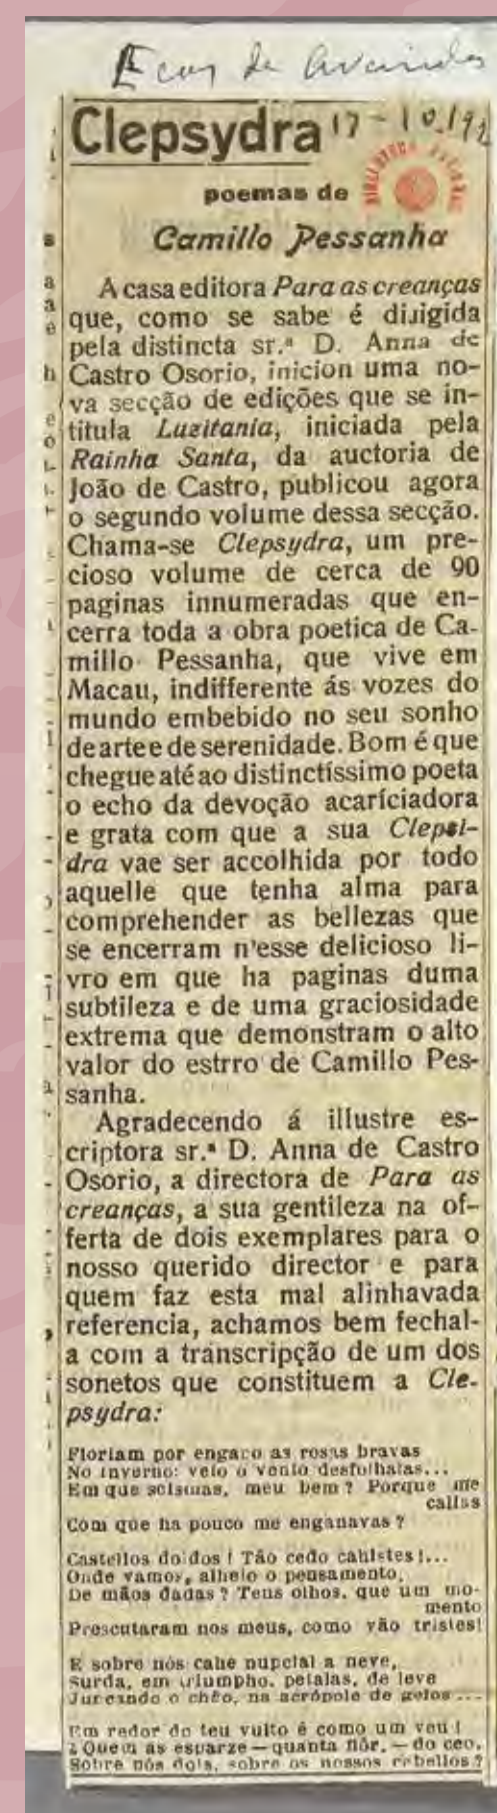 Ecos de
17-10-192
Clepsydra
poemas de
Camillo Pessanha
A casa editora Para as creanças
que, como se sabe é dirigida
pela distincta sr.ª D. Anna de
Castro Osorio, inicion uma no-
va secção de edições que se in-
titula Luzitania, iniciada pela
Rainha Santa, da auctoria de
João de Castro, publicou agora
o segundo volume dessa secção.
Chama-se Clepsydra, um pre-
cioso volume de cerca de 90
paginas innumeradas que en-
cerra toda a obra poetica de Ca-
millo Pessanha, que vive em
Macau, indifferente ás vozes do
mundo embebido no seu sonho
de arte e de serenidade. Bom é que
chegue até ao distinctissimo poeta
o echo da devoção acariciadora
e grata com que a sua Clepsi-
dra vae ser accolhida por todo
aquelle que tenha alma para
comprehender as bellezas que
se encerram n'esse delicioso li-
vro em que ha paginas duma
subtileza e de uma graciosidade
extrema que demonstram o alto
valor do estrro de Camillo Pes-
sanha.
Agradecendo á illustre es-
criptora sr.ª D. Anna de Castro
Osorio, a directora de Para as
creanças, a sua gentileza na of-
ferta de dois exemplares para o
nosso querido director e para
quem faz esta mal alinhavada
referencia, achamos bem fechal-
a com a transcripção de um dos
sonetos que constituem a Cle-
psydra:
Floriam por engaro as rosas bravas
No inverno: veio o vento desfolhalas...
Em que scismas, meu bem? Porque me
callas
Com que ha pouco me enganavas?
Castellos doidos! Tão cedo cahistes!...
Onde vamos, alheio o pensamento,
De mãos dadas? Teus olhos, que um mo-
mento
Prescutaram nos meus, como vão tristes!
E sobre nós cahe nupcial a neve,
Surda, em triumpho, petalas, de leve
Juncando o chão, na acrópole de gelos...
Em redor do teu vulto é como um veu!
¿Quem as esparze—quanta flôr,—do ceo,
Sobre nós dois, sobre os nossos cabellos?